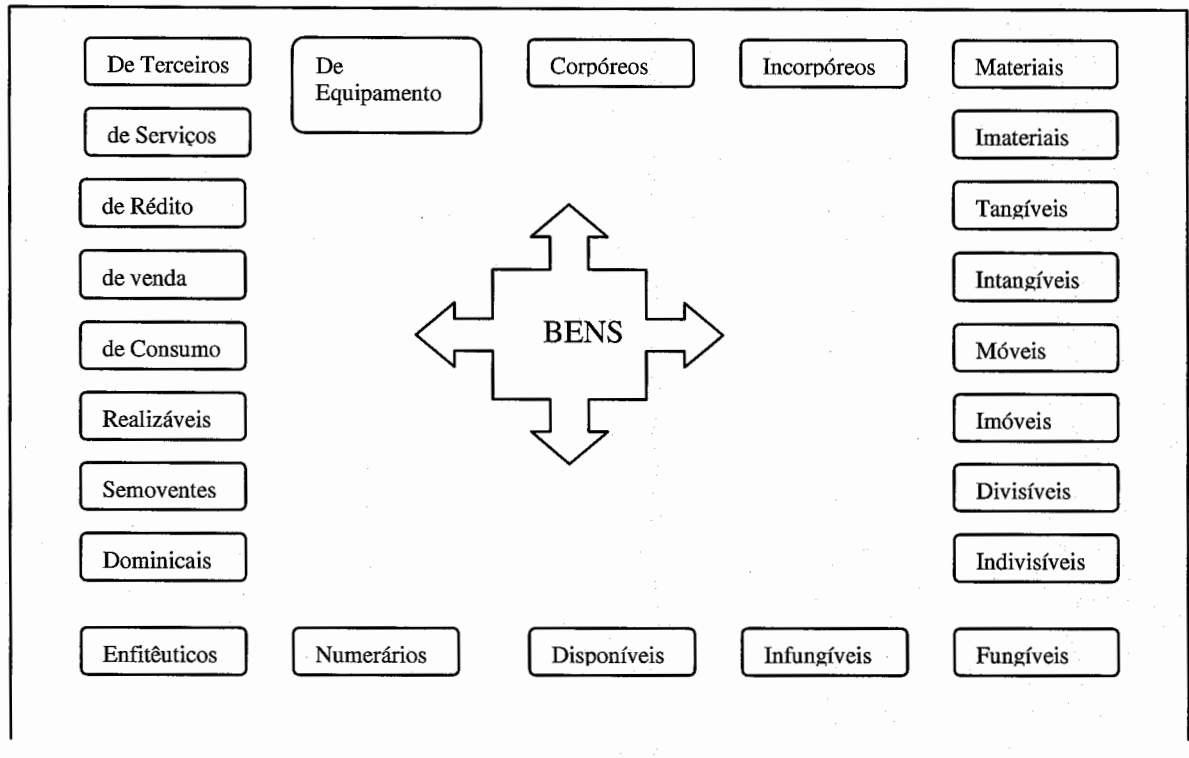 De Terceiros
De
Equipamento
Corpóreos
Incorpóreos
Materiais
de Serviços
Imateriais
de Rédito
Tangíveis
de venda
Intangíveis
BENS
de Consumo
Móveis
Realizáveis
Imóveis
Semoventes
Divisíveis
Dominicais
Indivisíveis
Enfitêuticos
Numerários
Disponíveis
Infungíveis
Fungíveis